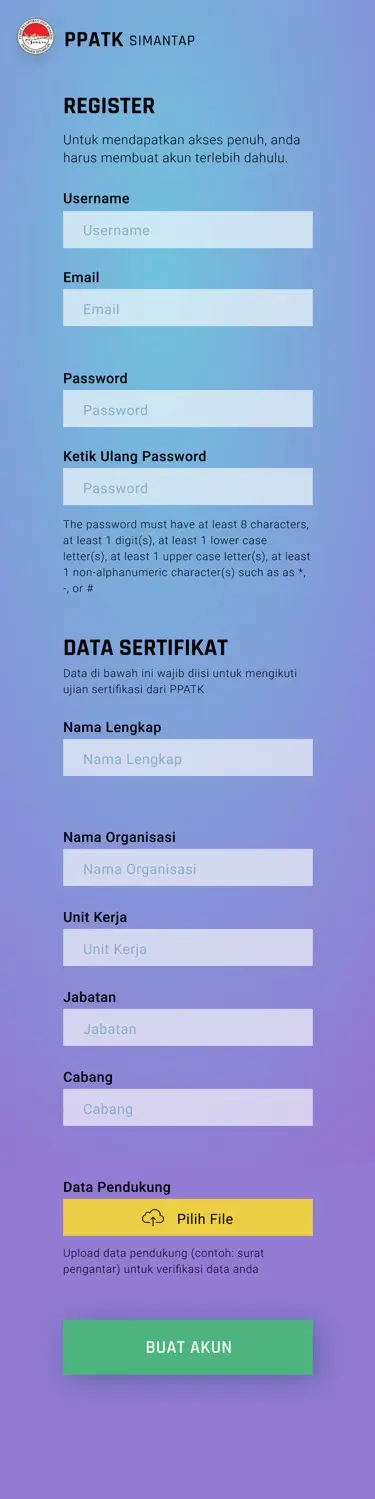 PPATK SIMANTAP
REGISTER
Untuk mendapatkan akses penuh, anda
harus membuat akun terlebih dahulu.
Username
Username
Email
Email
Password
Password
Ketik Ulang Password
Password
The password must have at least 8 characters,
at least 1 digit(s), at least 1 lower case
letter(s), at least 1 upper case letter(s), at least
1 non-alphanumeric character(s) such as as *,
-, or #
DATA SERTIFIKAT
Data di bawah ini wajib diisi untuk mengikuti
ujian sertifikasi dari PPATK
Nama Lengkap
Nama Lengkap
Nama Organisasi
Nama Organisasi
Unit Kerja
Unit Kerja
Jabatan
Jabatan
Cabang
Cabang
Data Pendukung
Pilih File
Upload data pendukung (contoh: surat
pengantar) untuk verifikasi data anda
BUAT AKUN